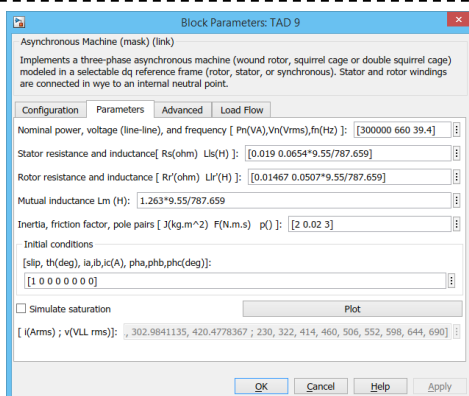 Block Parameters: TAD 9
Asynchronous Machine (mask) (link)
Implements a three-phase asynchronous machine (wound rotor, squirrel cage or double squirrel cage)
modeled in a selectable dq reference frame (rotor, stator, or synchronous). Stator and rotor windings
are connected in wye to an internal neutral point.
Configuration Parameters Advanced Load Flow
Nominal power, voltage (line-line), and frequency [ Pn(VA),Vn(Vrms),fn(Hz) ]: [300000 660 39.4]
Stator resistance and inductance[ Rs(ohm) Lls(H) ]: [0.019 0.0654*9.55/787.659]
Rotor resistance and inductance [ Rr'(ohm) Llr'(H) ]: [0.01467 0.0507*9.55/787.659]
Mutual inductance Lm (H): 1.263*9.55/787.659
Inertia, friction factor, pole pairs [ J(kg.m^2) F(N.m.s) p() ]: [2 0.02 3]
Initial conditions
[slip, th(deg), ia,ib,ic(A), pha,phb,phc(deg)]:
[1 0 0 0 0 0 0 0]
Simulate saturation Plot
[ i(Arms) ; v(VLL rms)]: , 302.9841135, 420.4778367 ; 230, 322, 414, 460, 506, 552, 598, 644, 690]
OK Cancel Help Apply